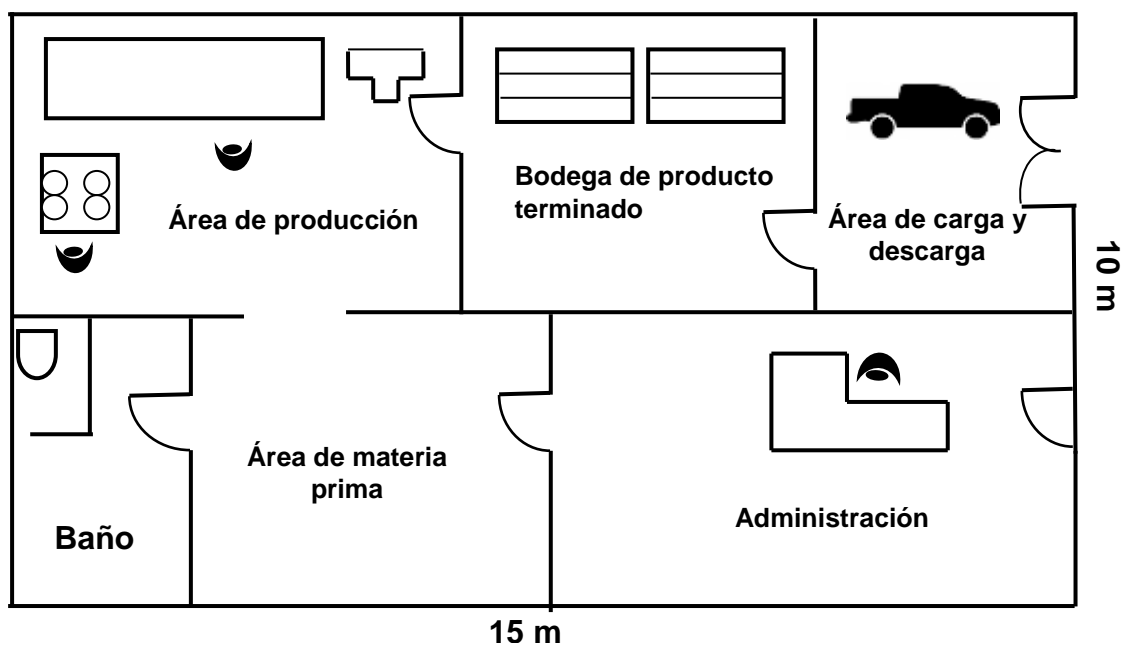 Área de producción
Bodega de producto
terminado
Área de carga y
descarga
10 m
Área de materia
prima
Baño
Administración
15 m